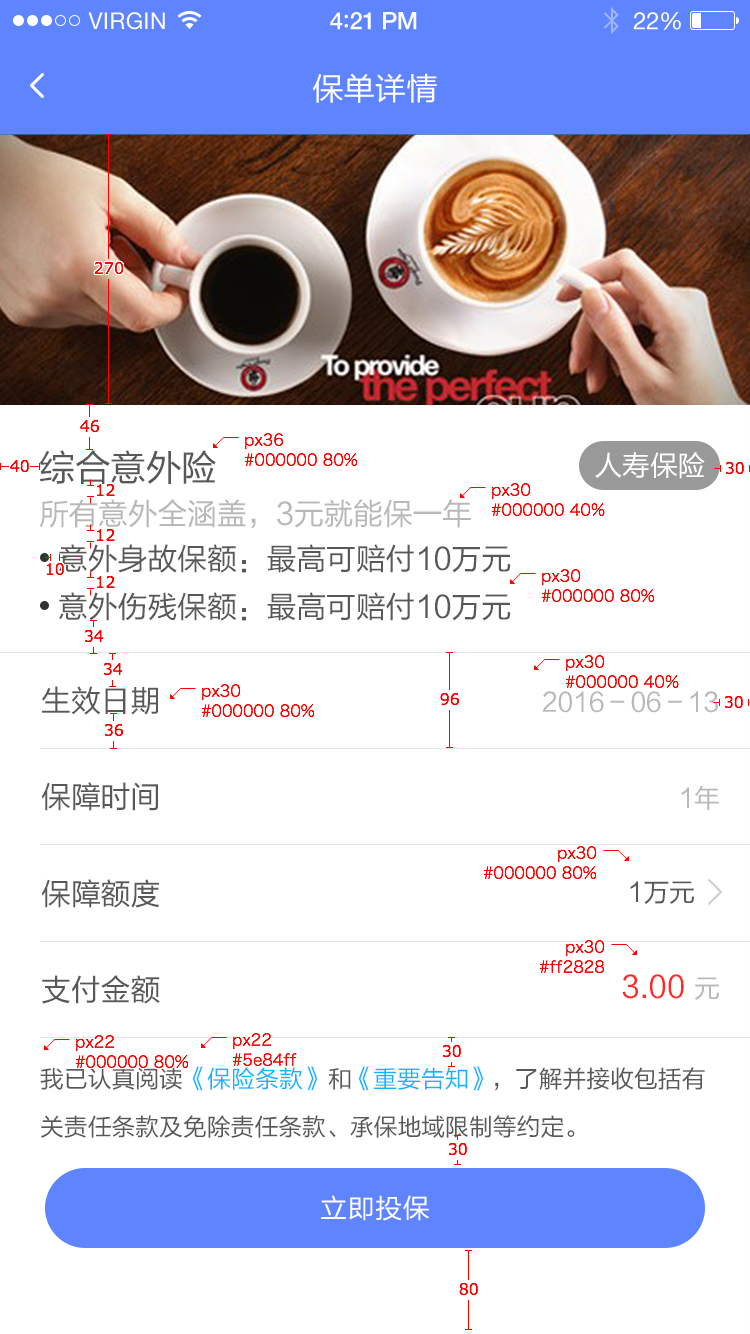 VIRGIN 4:21 PM 22%
保单详情
270
To provide
the perfect
cup
46
px36
#000000 80%
40
综合意外险
人寿保险
30
12
px30
#000000 40%
所有意外全涵盖，3元就能保一年
12
10
意外身故保额：最高可赔付10万元
12
px30
#000000 80%
意外伤残保额：最高可赔付10万元
34
34
px30
#000000 40%
生效日期
px30
#000000 80%
96
2016-06-13
30
36
保障时间
1年
px30
#000000 80%
保障额度
1万元
px30
#ff2828
支付金额
3.00 元
px22
#000000 80%
px22
#5e84ff
30
我已认真阅读《保险条款》和《重要告知》，了解并接收包括有
关责任条款及免除责任条款、承保地域限制等约定。
30
立即投保
80